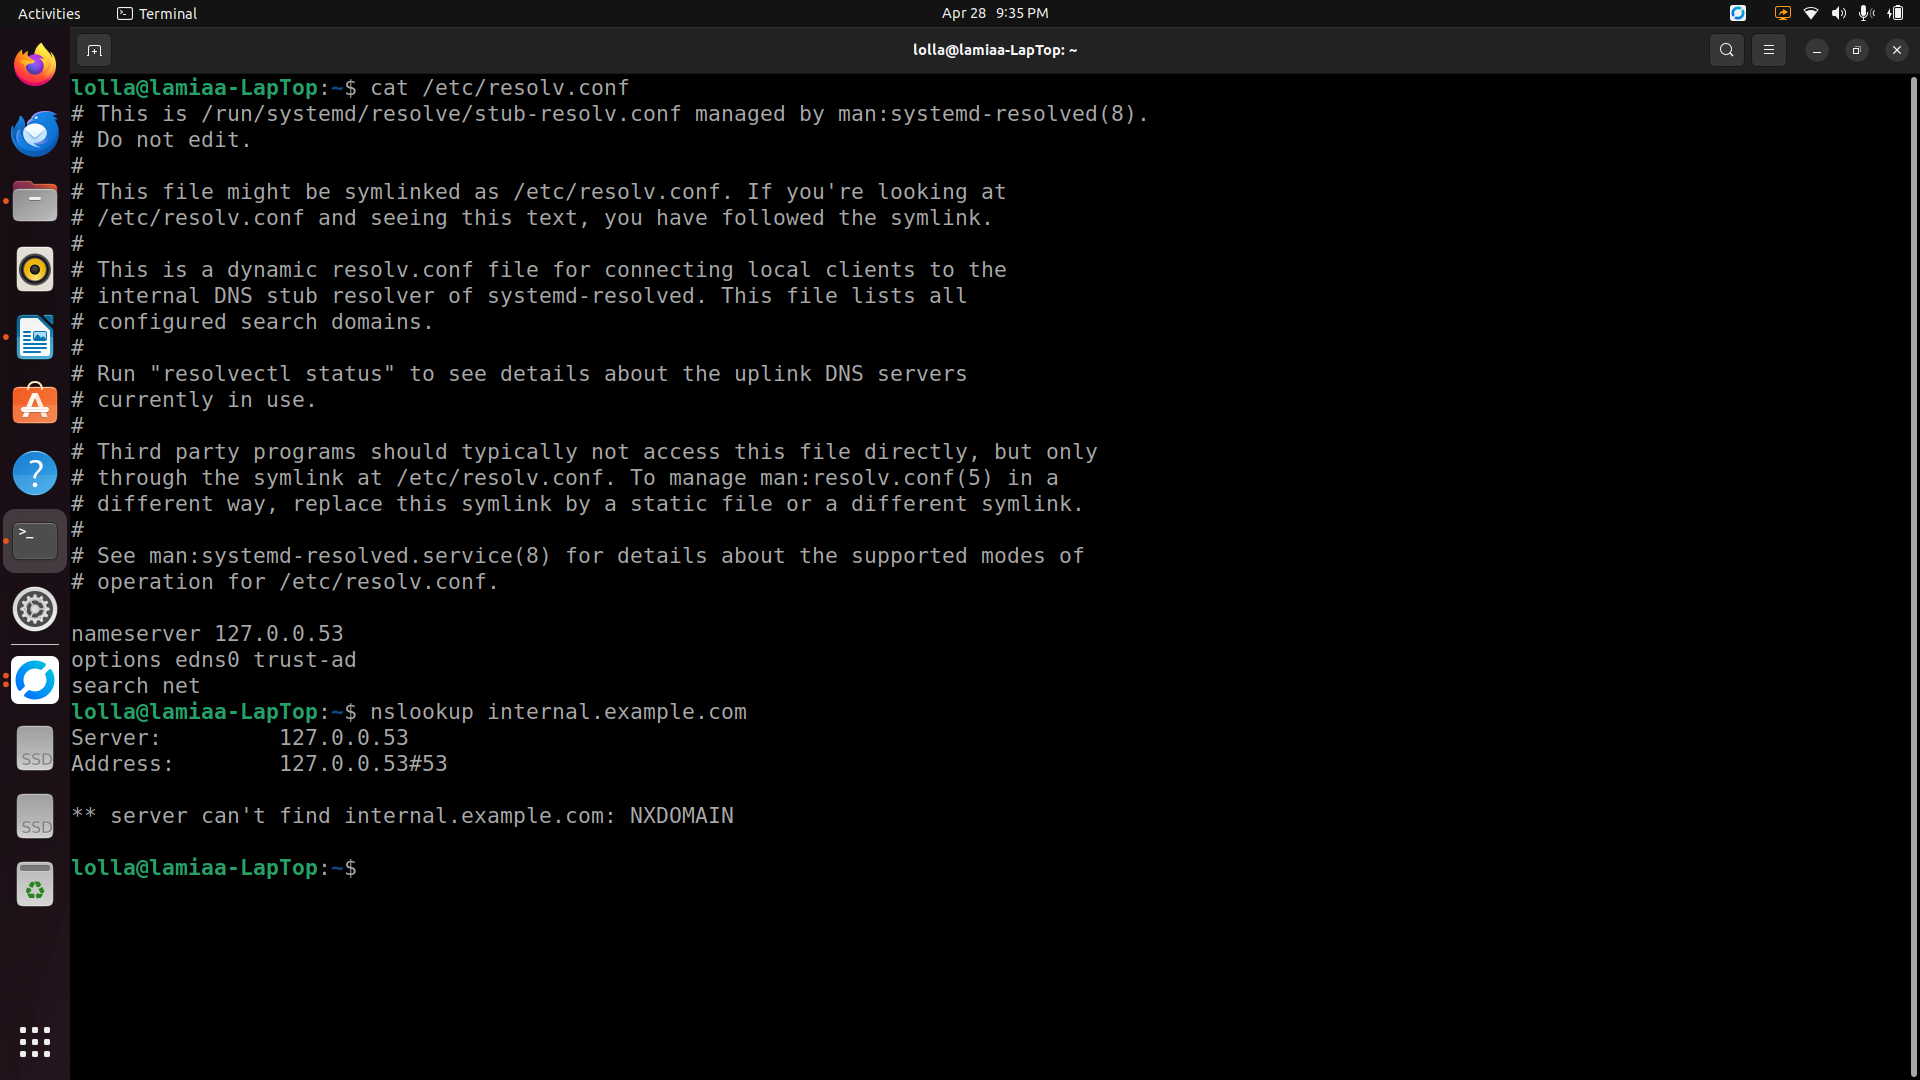 Activities
Terminal
Apr 28 9:35 PM
lolla@lamiaa-LapTop: ~
lolla@lamiaa-LapTop:~$ cat /etc/resolv.conf
# This is /run/systemd/resolve/stub-resolv.conf managed by man:systemd-resolved(8).
# Do not edit.
#
# This file might be symlinked as /etc/resolv.conf. If you're looking at
# /etc/resolv.conf and seeing this text, you have followed the symlink.
#
# This is a dynamic resolv.conf file for connecting local clients to the
# internal DNS stub resolver of systemd-resolved. This file lists all
# configured search domains.
#
# Run "resolvectl status" to see details about the uplink DNS servers
# currently in use.
#
# Third party programs should typically not access this file directly, but only
# through the symlink at /etc/resolv.conf. To manage man:resolv.conf(5) in a
# different way, replace this symlink by a static file or a different symlink.
#
# See man:systemd-resolved.service(8) for details about the supported modes of
# operation for /etc/resolv.conf.
nameserver 127.0.0.53
options edns0 trust-ad
search net
lolla@lamiaa-LapTop:~$ nslookup internal.example.com
Server:		127.0.0.53
Address:	127.0.0.53#53
** server can't find internal.example.com: NXDOMAIN
lolla@lamiaa-LapTop:~$
SSD
SSD